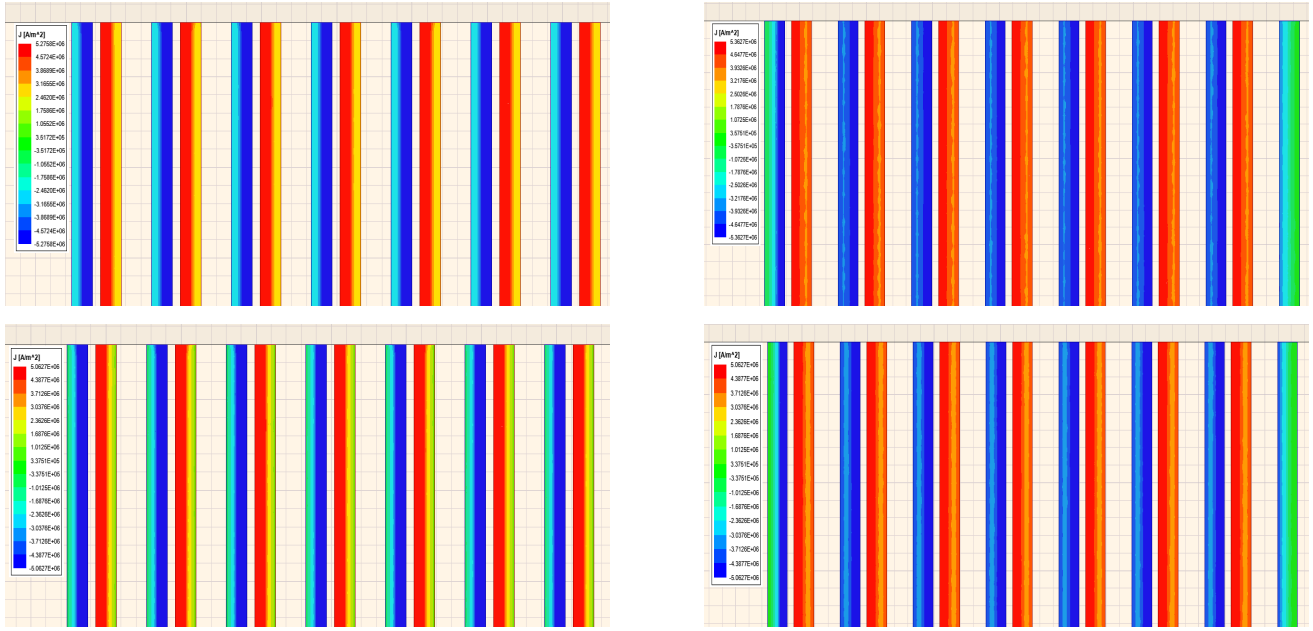 J [A/m^2]
5.2758E+06
4.5724E+06
3.8689E+06
3.1655E+06
2.4620E+06
1.7586E+06
1.0552E+06
3.5172E+05
-3.5172E+05
-1.0552E+06
-1.7586E+06
-2.4620E+06
-3.1655E+06
-3.8689E+06
-4.5724E+06
-5.2758E+06
J [A/m^2]
5.3627E+06
4.6477E+06
3.9326E+06
3.2176E+06
2.5026E+06
1.7876E+06
1.0725E+06
3.5751E+05
-3.5751E+05
-1.0725E+06
-1.7876E+06
-2.5026E+06
-3.2176E+06
-3.9326E+06
-4.6477E+06
-5.3627E+06
J [A/m^2]
5.0627E+06
4.3877E+06
3.7126E+06
3.0376E+06
2.3626E+06
1.6876E+06
1.0125E+06
3.3751E+05
-3.3751E+05
-1.0125E+06
-1.6876E+06
-2.3626E+06
-3.0376E+06
-3.7126E+06
-4.3877E+06
-5.0627E+06
J [A/m^2]
5.0627E+06
4.3877E+06
3.7126E+06
3.0376E+06
2.3626E+06
1.6876E+06
1.0125E+06
3.3751E+05
-3.3751E+05
-1.0125E+06
-1.6876E+06
-2.3626E+06
-3.0376E+06
-3.7126E+06
-4.3877E+06
-5.0627E+06